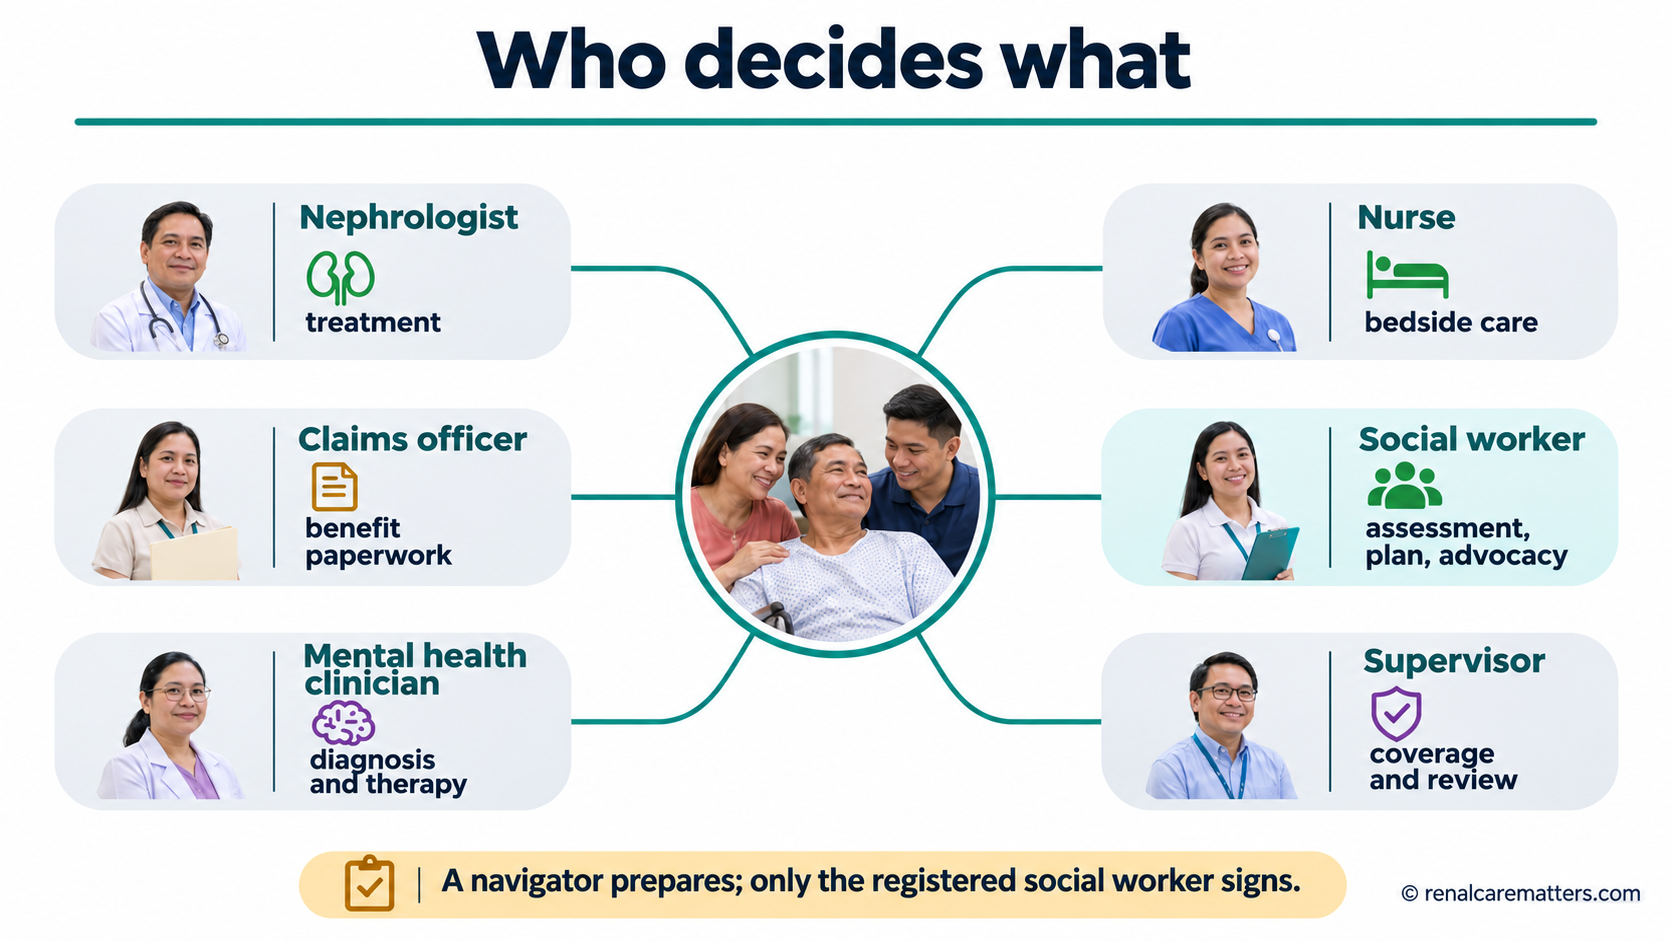 Who decides what
Nephrologist
treatment
Nurse
bedside care
Claims officer
benefit
paperwork
Social worker
assessment,
plan, advocacy
Mental health
clinician
diagnosis
and therapy
Supervisor
coverage
and review
A navigator prepares; only the registered social worker signs.
© renalcarematters.com